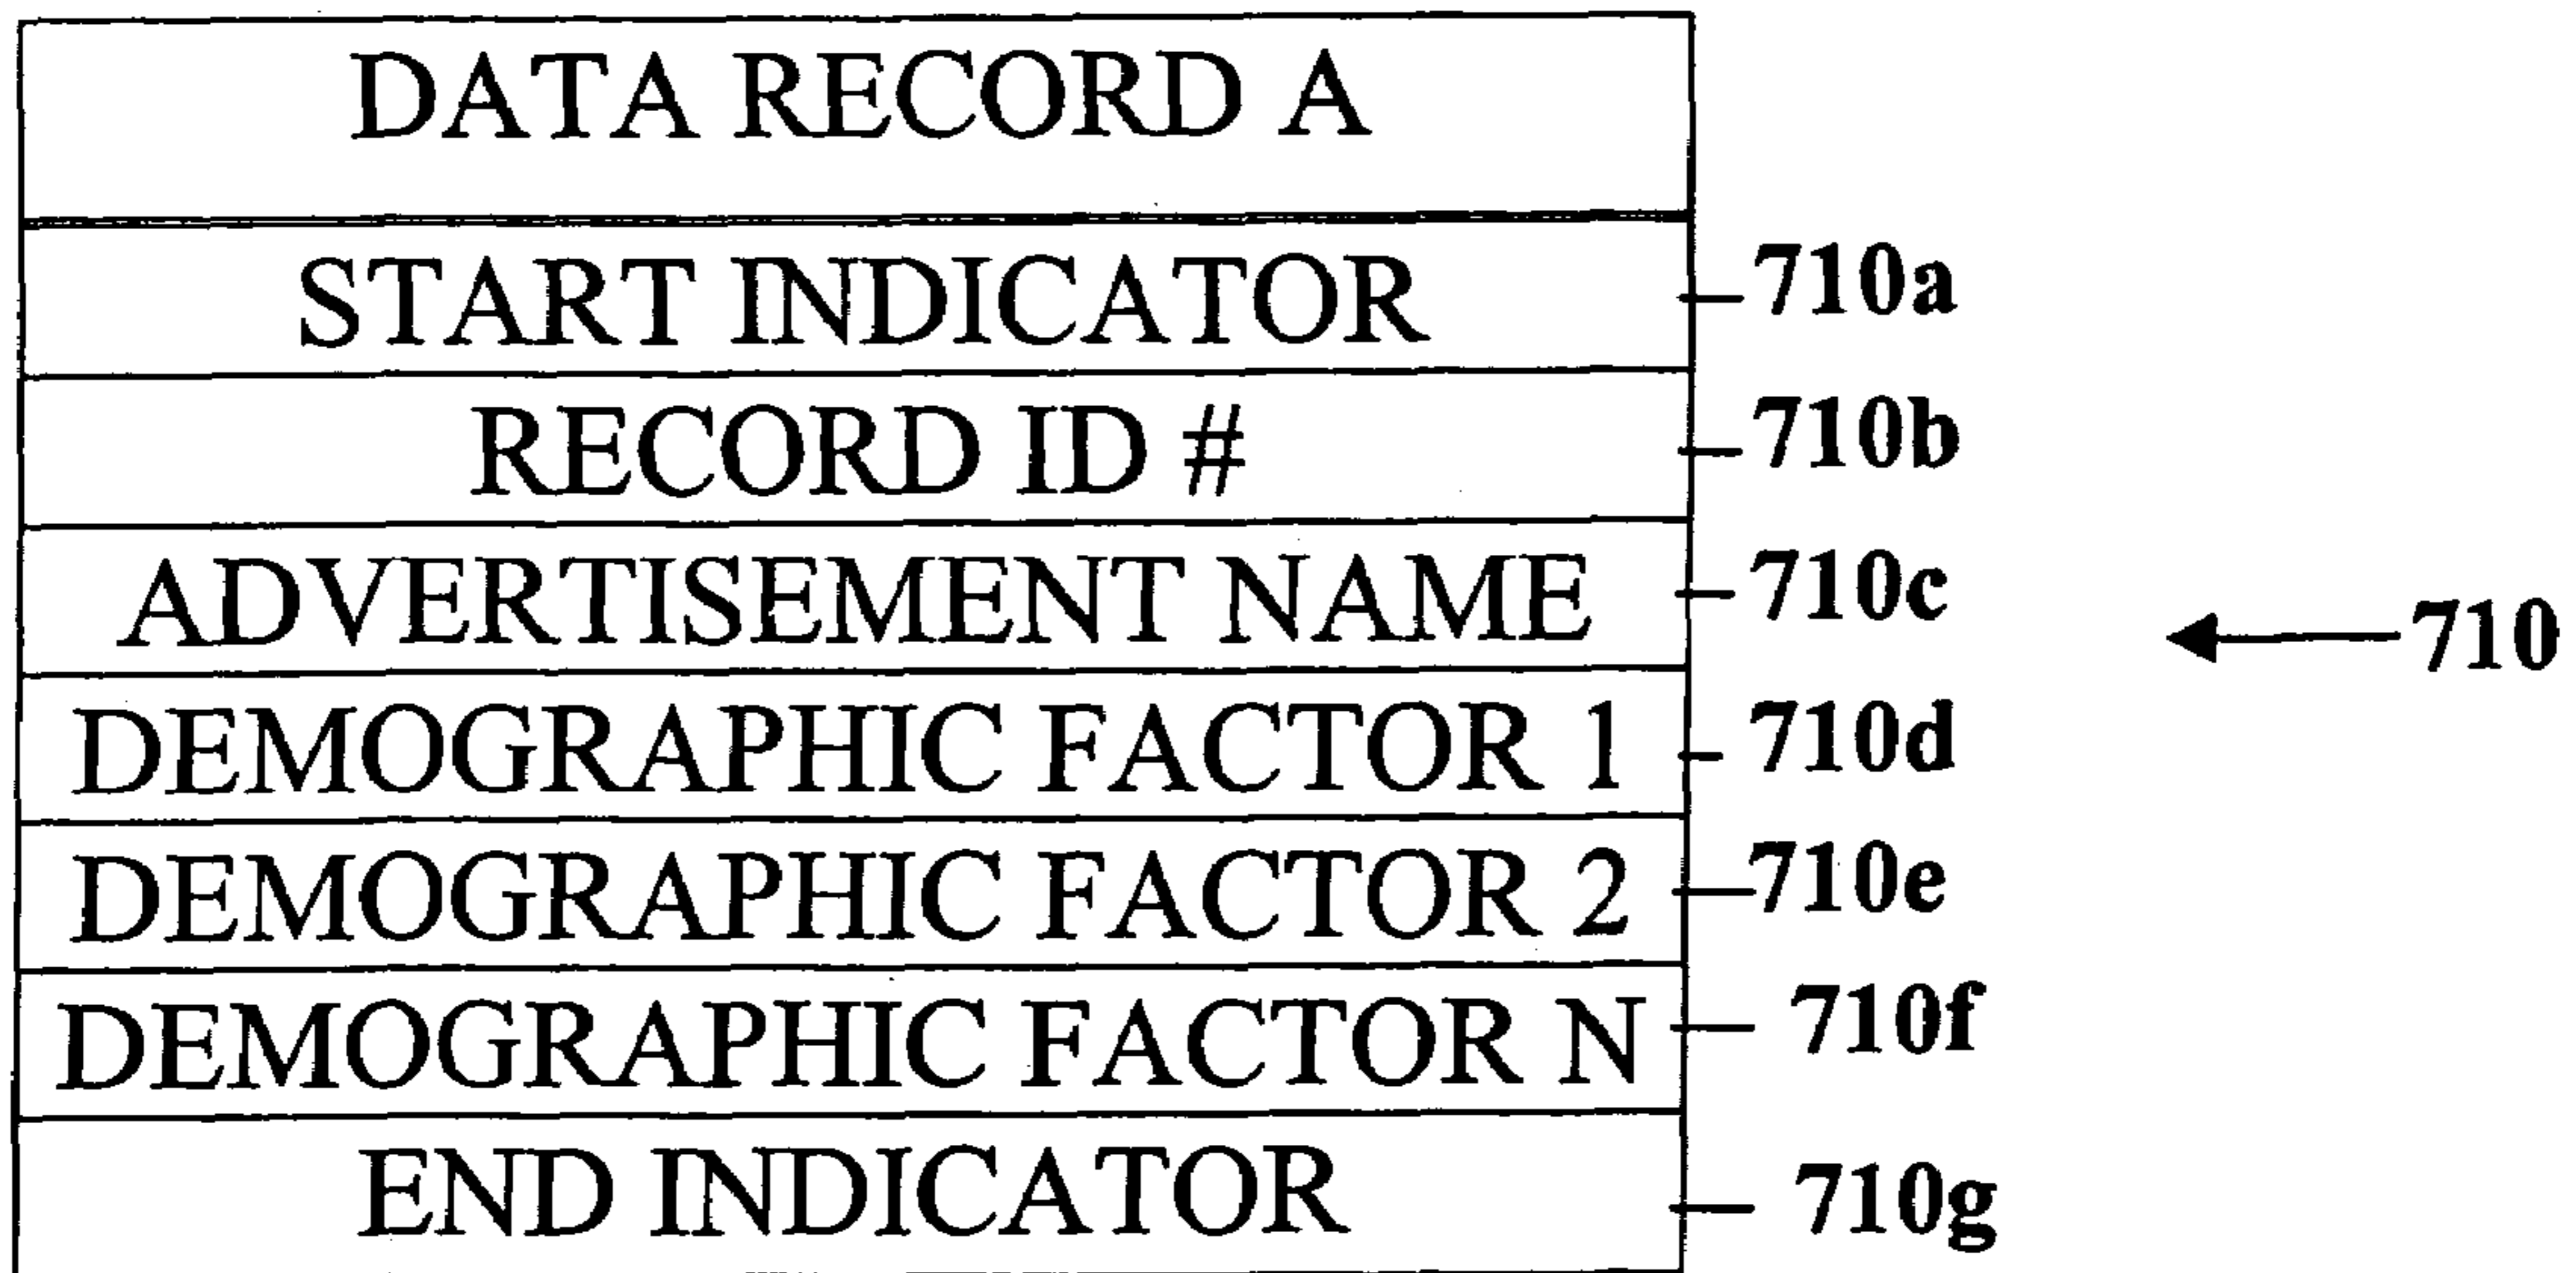 DATA RECORD A
START INDICATOR 710a
RECORD ID # 710b
ADVERTISEMENT NAME 710c
710
DEMOGRAPHIC FACTOR 1 710d
DEMOGRAPHIC FACTOR 2 710e
DEMOGRAPHIC FACTOR N 710f
END INDICATOR 710g